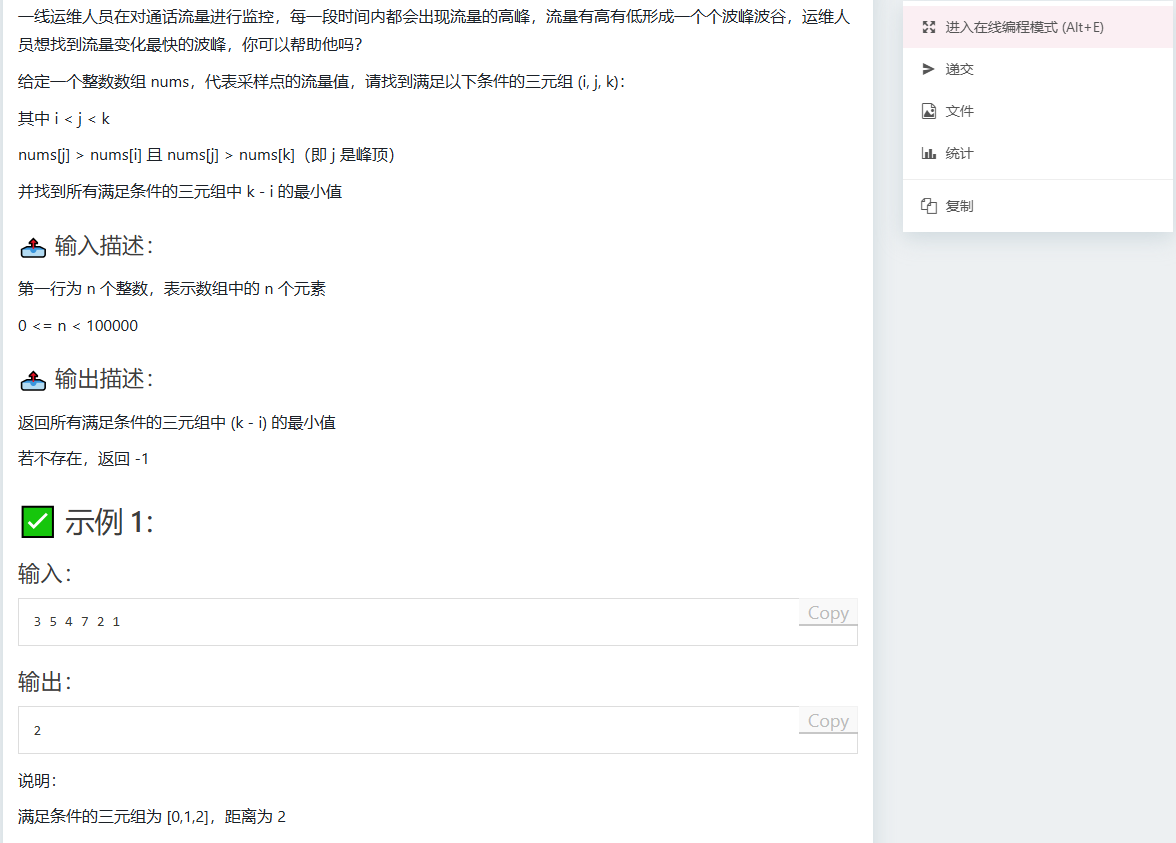 一线运维人员在对通话流量进行监控，每一段时间内都会出现流量的高峰，流量有高有低形成一个个波峰波谷，运维人
员想找到流量变化最快的波峰，你可以帮助他吗？
给定一个整数数组 nums，代表采样点的流量值，请找到满足以下条件的三元组 (i, j, k)：
其中 i < j < k
nums[j] > nums[i] 且 nums[j] > nums[k]（即 j 是峰顶）
并找到所有满足条件的三元组中 k - i 的最小值
输入描述：
第一行为 n 个整数，表示数组中的 n 个元素
0 <= n < 100000
输出描述：
返回所有满足条件的三元组中 (k - i) 的最小值
若不存在，返回 -1
示例 1：
输入：
3 5 4 7 2 1
Copy
输出：
2
Copy
说明：
满足条件的三元组为 [0,1,2]，距离为 2
进入在线编程模式 (Alt+E)
递交
文件
统计
复制